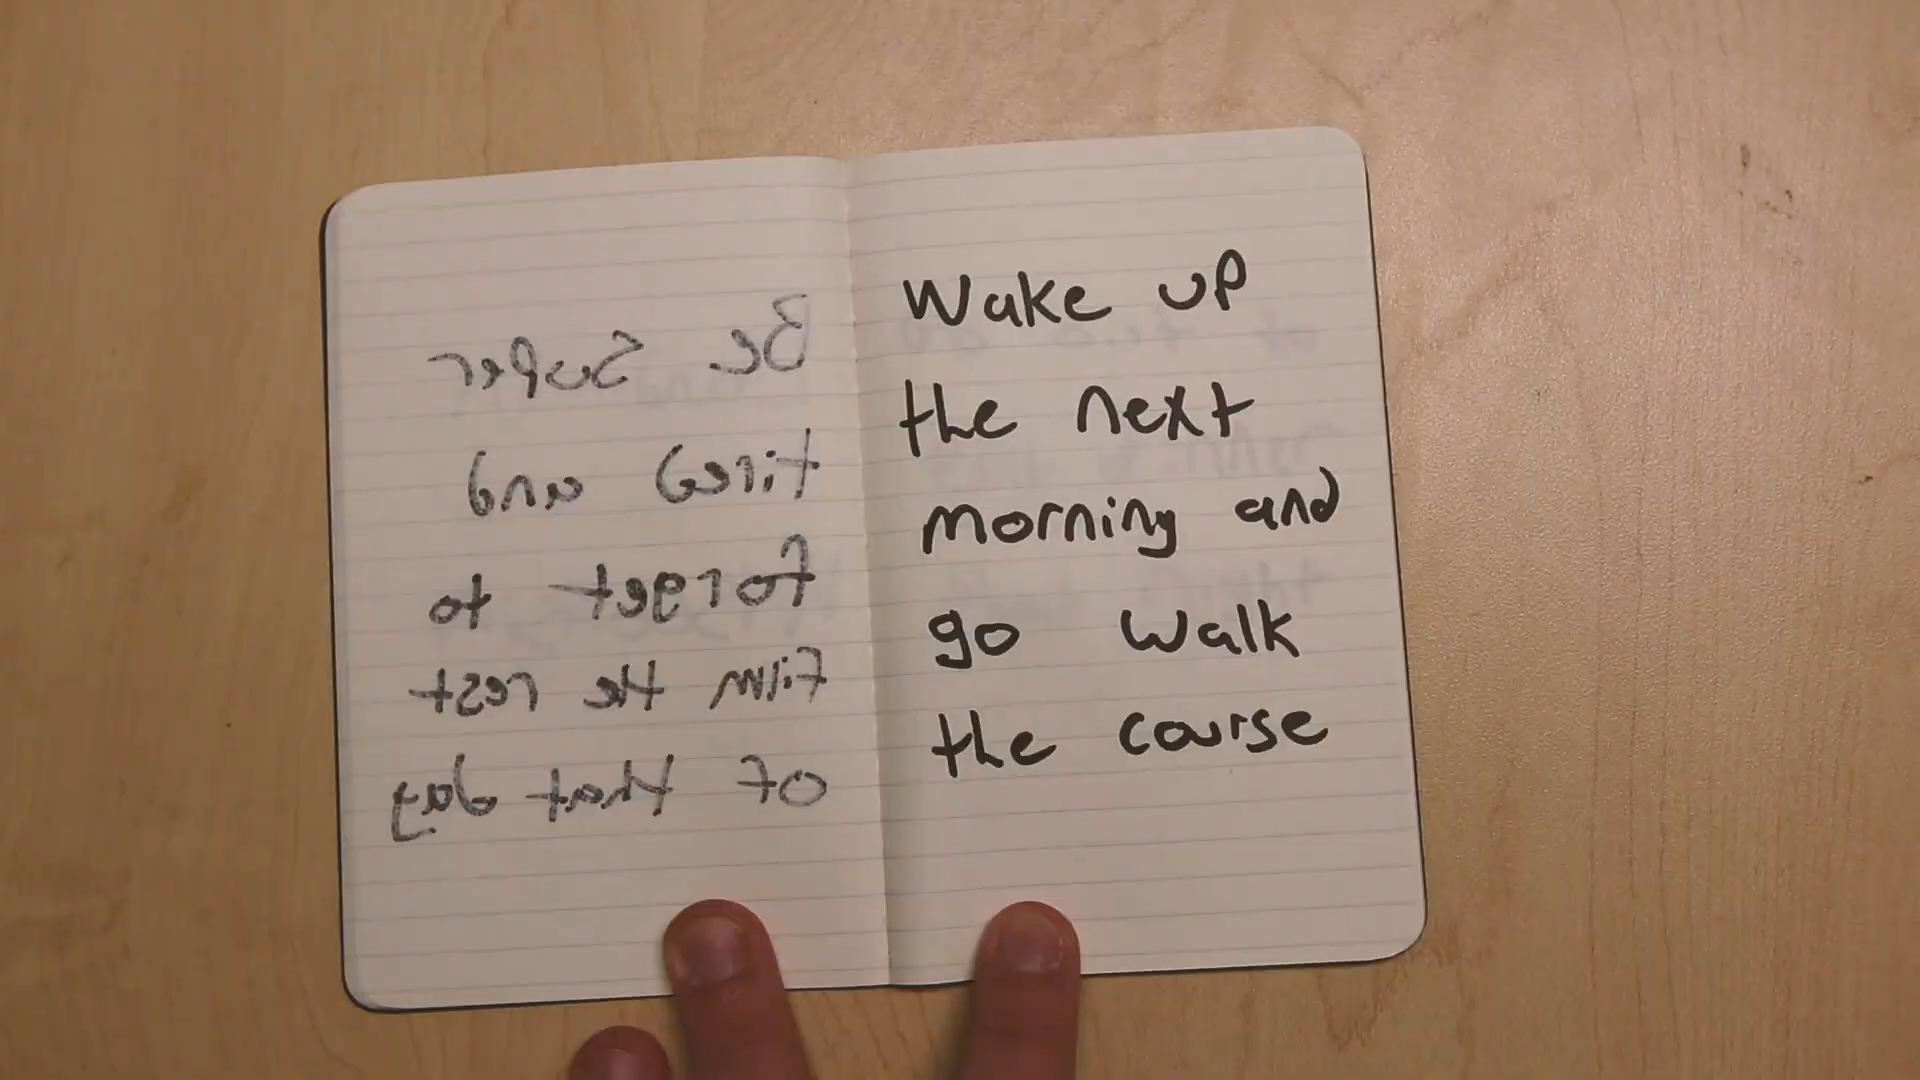 Be Super
tired and
forget to
film the rest
of that day
Wake up
the next
morning and
go walk
the course